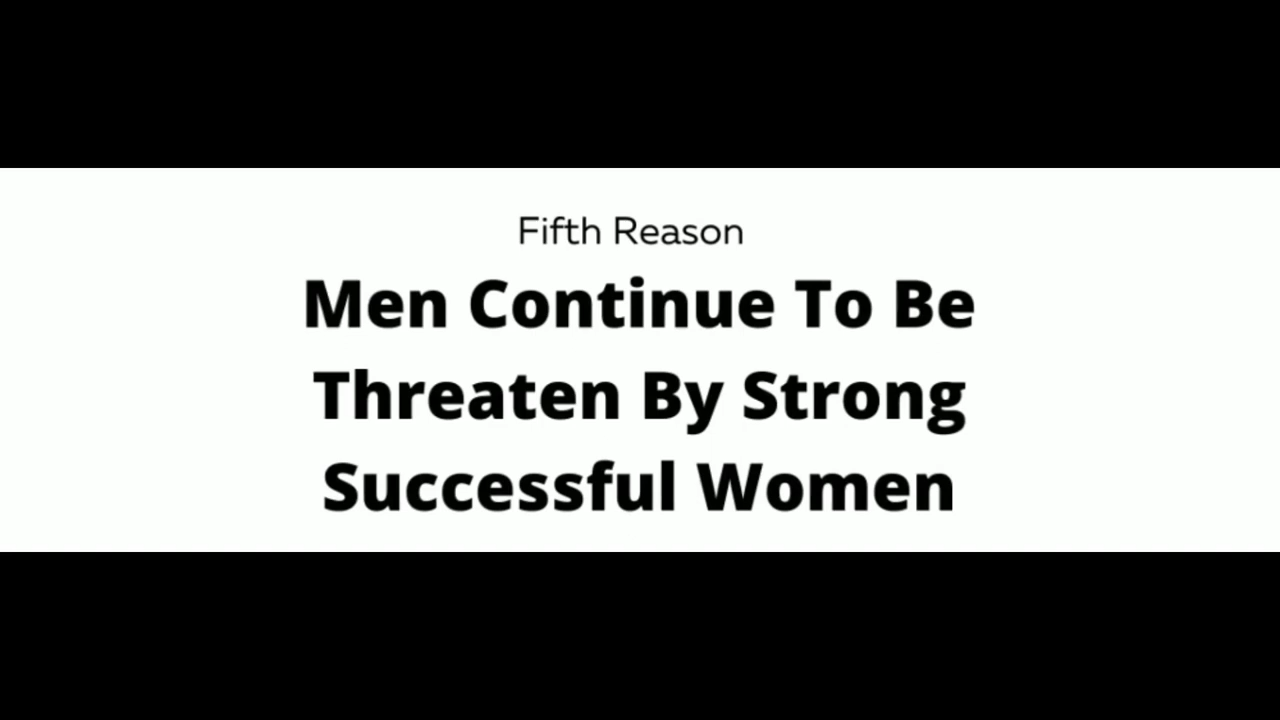 Fifth Reason
Men Continue To Be
Threaten By Strong
Successful Women